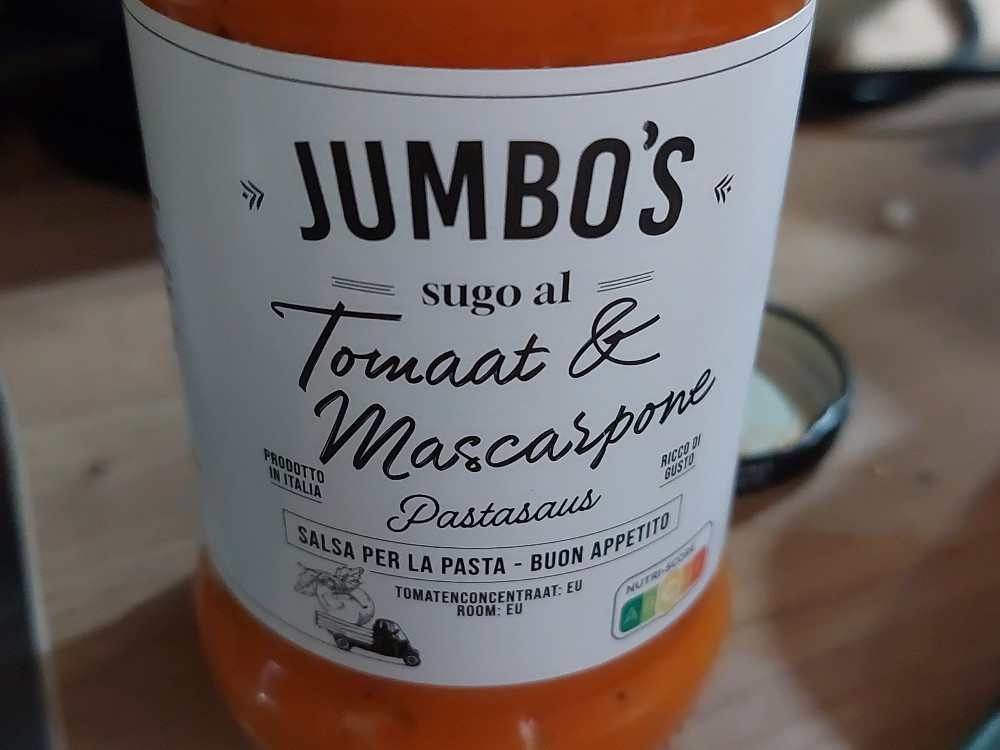 JUMBO'S
sugo al
Tomaat &
Mascarpone
PRODOTTO
IN ITALIA
RICCO DI
GUSTO
Pastasaus
SALSA PER LA PASTA - BUON APPETITO
TOMATENCONCENTRAAT: EU
ROOM: EU
NUTRI-SCORE
A